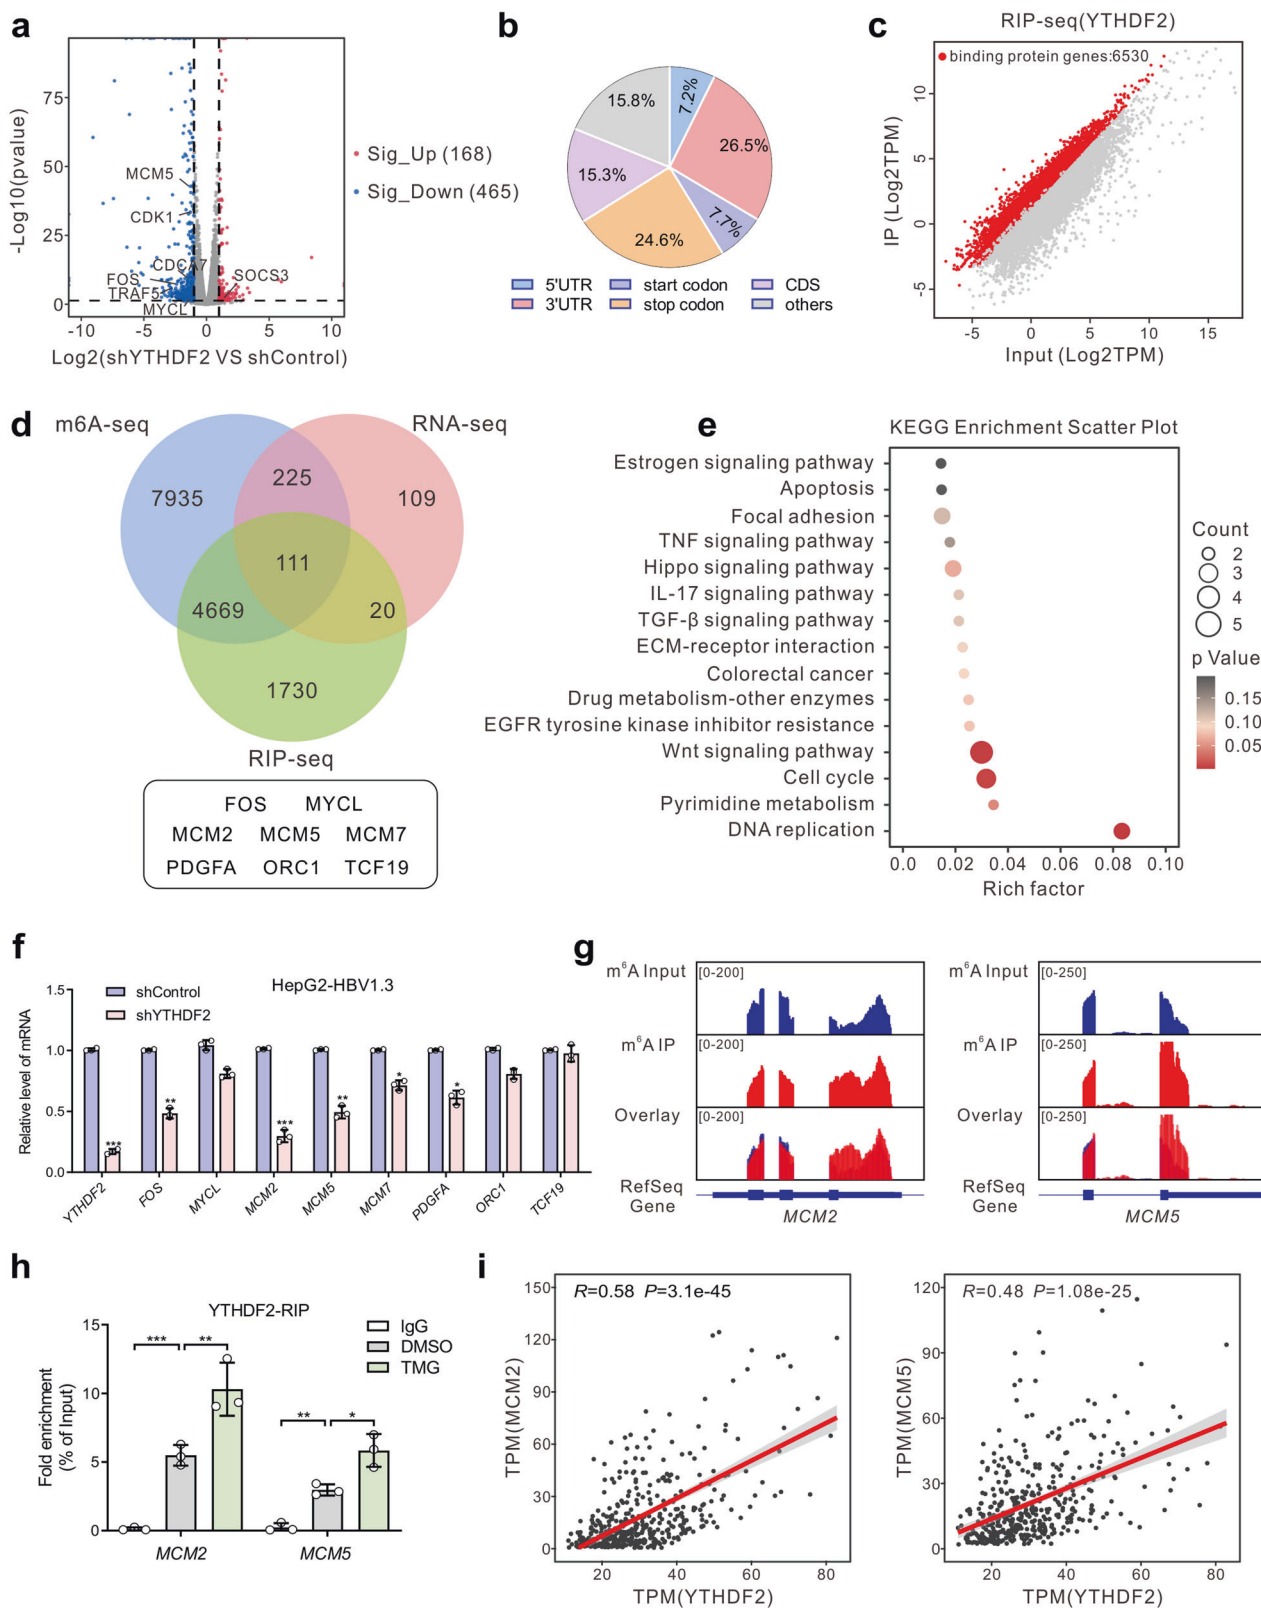 a
-Log10(pvalue)
75
50
25
0
MCM5
CDK1
CDCA7
FOS
TRAF5
MYCL
SOCS3
-10
-5
0
5
10
Log2(shYTHDF2 VS shControl)
Sig_Up (168)
Sig_Down (465)
b
15.8%
7.2%
26.5%
15.3%
7.7%
24.6%
5'UTR
start codon
CDS
3'UTR
stop codon
others
c
RIP-seq(YTHDF2)
binding protein genes:6530
IP (Log2TPM)
10
5
0
-5
-5
0
5
10
15
Input (Log2TPM)
d
m6A-seq
RNA-seq
7935
225
109
111
4669
20
1730
RIP-seq
FOS MYCL
MCM2 MCM5 MCM7
PDGFA ORC1 TCF19
e
KEGG Enrichment Scatter Plot
Estrogen signaling pathway
Apoptosis
Focal adhesion
TNF signaling pathway
Hippo signaling pathway
IL-17 signaling pathway
TGF-β signaling pathway
ECM-receptor interaction
Colorectal cancer
Drug metabolism-other enzymes
EGFR tyrosine kinase inhibitor resistance
Wnt signaling pathway
Cell cycle
Pyrimidine metabolism
DNA replication
0.0 0.02 0.04 0.06 0.08 0.10
Rich factor
Count
2
3
4
5
p Value
0.15
0.10
0.05
f
HepG2-HBV1.3
shControl
shYTHDF2
Relative level of mRNA
1.5
1.0
0.5
0.0
***
**
***
**
*
*
YTHDF2
FOS
MYCL
MCM2
MCM5
MCM7
PDGFA
ORC1
TCF19
g
m6A Input
[0-200]
m6A IP
[0-200]
Overlay
[0-200]
RefSeq
Gene
MCM2
m6A Input
[0-250]
m6A IP
[0-250]
Overlay
[0-250]
RefSeq
Gene
MCM5
h
YTHDF2-RIP
Fold enrichment
(% of Input)
15
10
5
0
*** **
** *
IgG
DMSO
TMG
MCM2
MCM5
i
R=0.58 P=3.1e-45
TPM(MCM2)
150
120
90
60
30
0
20
40
60
80
TPM(YTHDF2)
R=0.48 P=1.08e-25
TPM(MCM5)
120
90
60
30
0
20
40
60
80
TPM(YTHDF2)